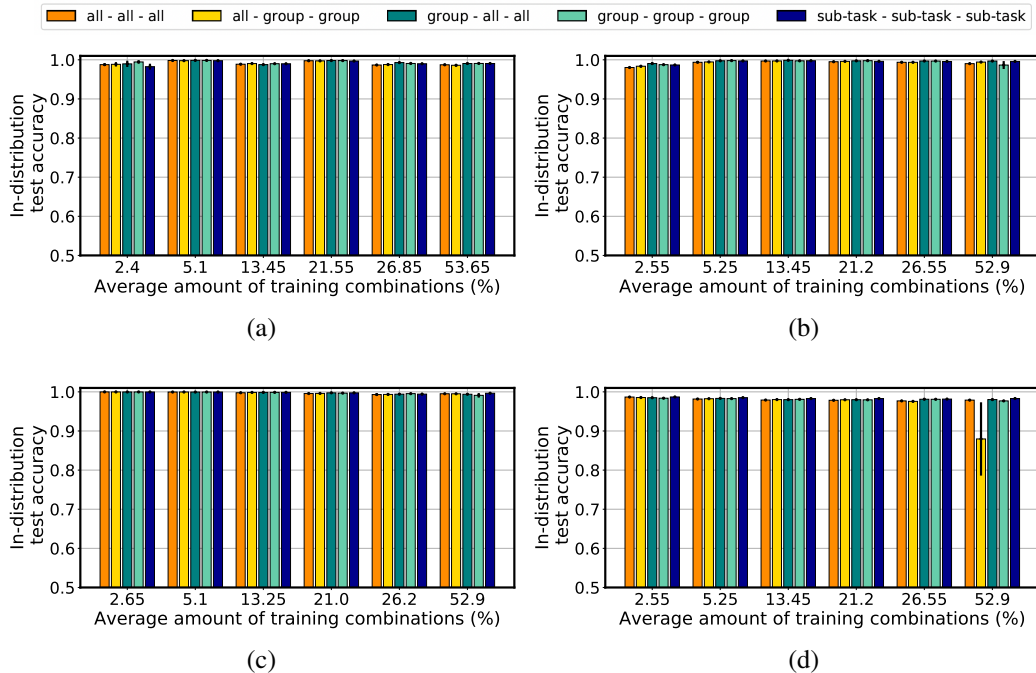 all - all - all all - group - group group - all - all group - group - group sub-task - sub-task - sub-task
1.0
0.9
0.8
0.7
0.6
0.5
In-distribution
test accuracy
2.4 5.1 13.45 21.55 26.85 53.65
Average amount of training combinations (%)
(a)
1.0
0.9
0.8
0.7
0.6
0.5
In-distribution
test accuracy
2.55 5.25 13.45 21.2 26.55 52.9
Average amount of training combinations (%)
(b)
1.0
0.9
0.8
0.7
0.6
0.5
In-distribution
test accuracy
2.65 5.1 13.25 21.0 26.2 52.9
Average amount of training combinations (%)
(c)
1.0
0.9
0.8
0.7
0.6
0.5
In-distribution
test accuracy
2.55 5.25 13.45 21.2 26.55 52.9
Average amount of training combinations (%)
(d)